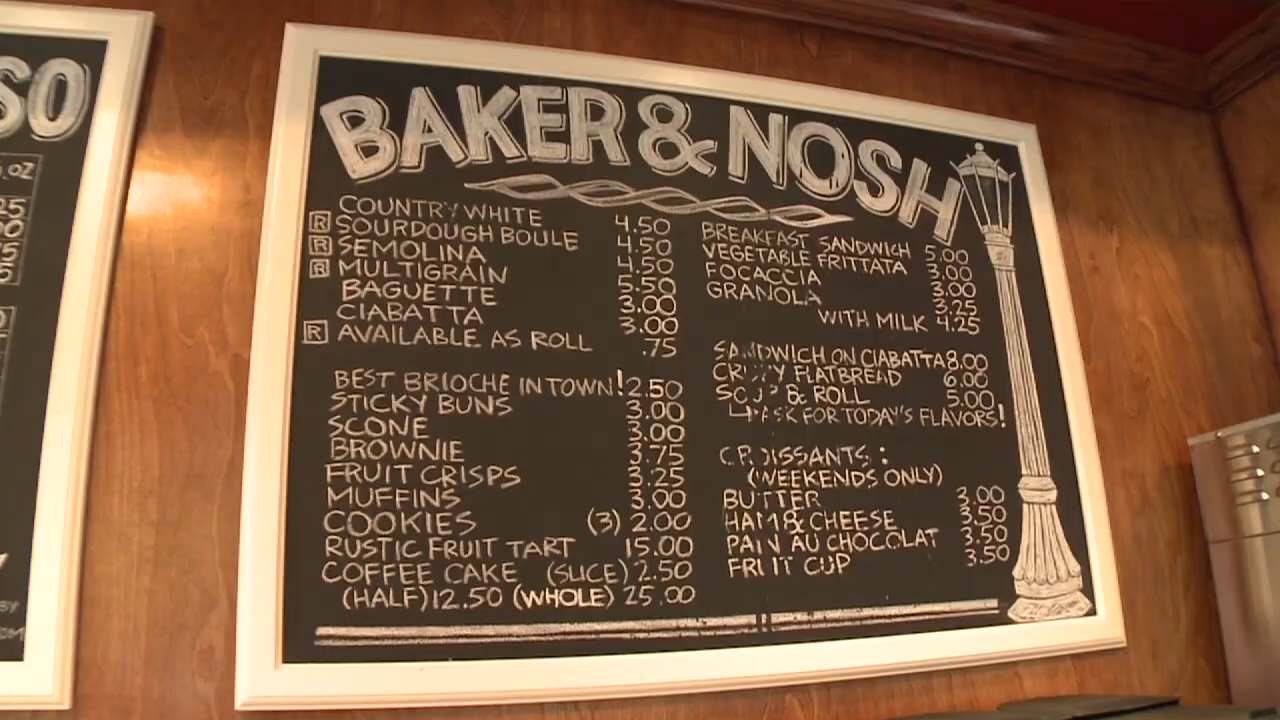 SO
.OZ
BAKER & NOSH
COUNTRY WHITE 4.50
R SOURDOUGH BOULE 4.50
R SEMOLINA 4.50
R MULTIGRAIN 5.50
BAGUETTE 3.00
CIABATTA 3.00
R AVAILABLE AS ROLL .75
BEST BRIOCHE IN TOWN! 2.50
STICKY BUNS 3.00
SCONE 3.00
BROWNIE 3.75
FRUIT CRISPS 3.25
MUFFINS 3.00
COOKIES (3) 2.00
RUSTIC FRUIT TART 15.00
COFFEE CAKE (SLICE) 2.50
(HALF) 12.50 (WHOLE) 25.00
BREAKFAST SANDWICH 5.00
VEGETABLE FRITTATA 3.00
FOCACCIA 3.00
GRANOLA 3.25
WITH MILK 4.25
SANDWICH ON CIABATTA 8.00
CRISPY FLATBREAD 6.00
SOUP & ROLL 5.00
ASK FOR TODAY'S FLAVORS!
CROISSANTS:
(WEEKENDS ONLY)
BUTTER 3.00
HAM & CHEESE 3.50
PAIN AU CHOCOLAT 3.50
FRUIT CUP 3.50